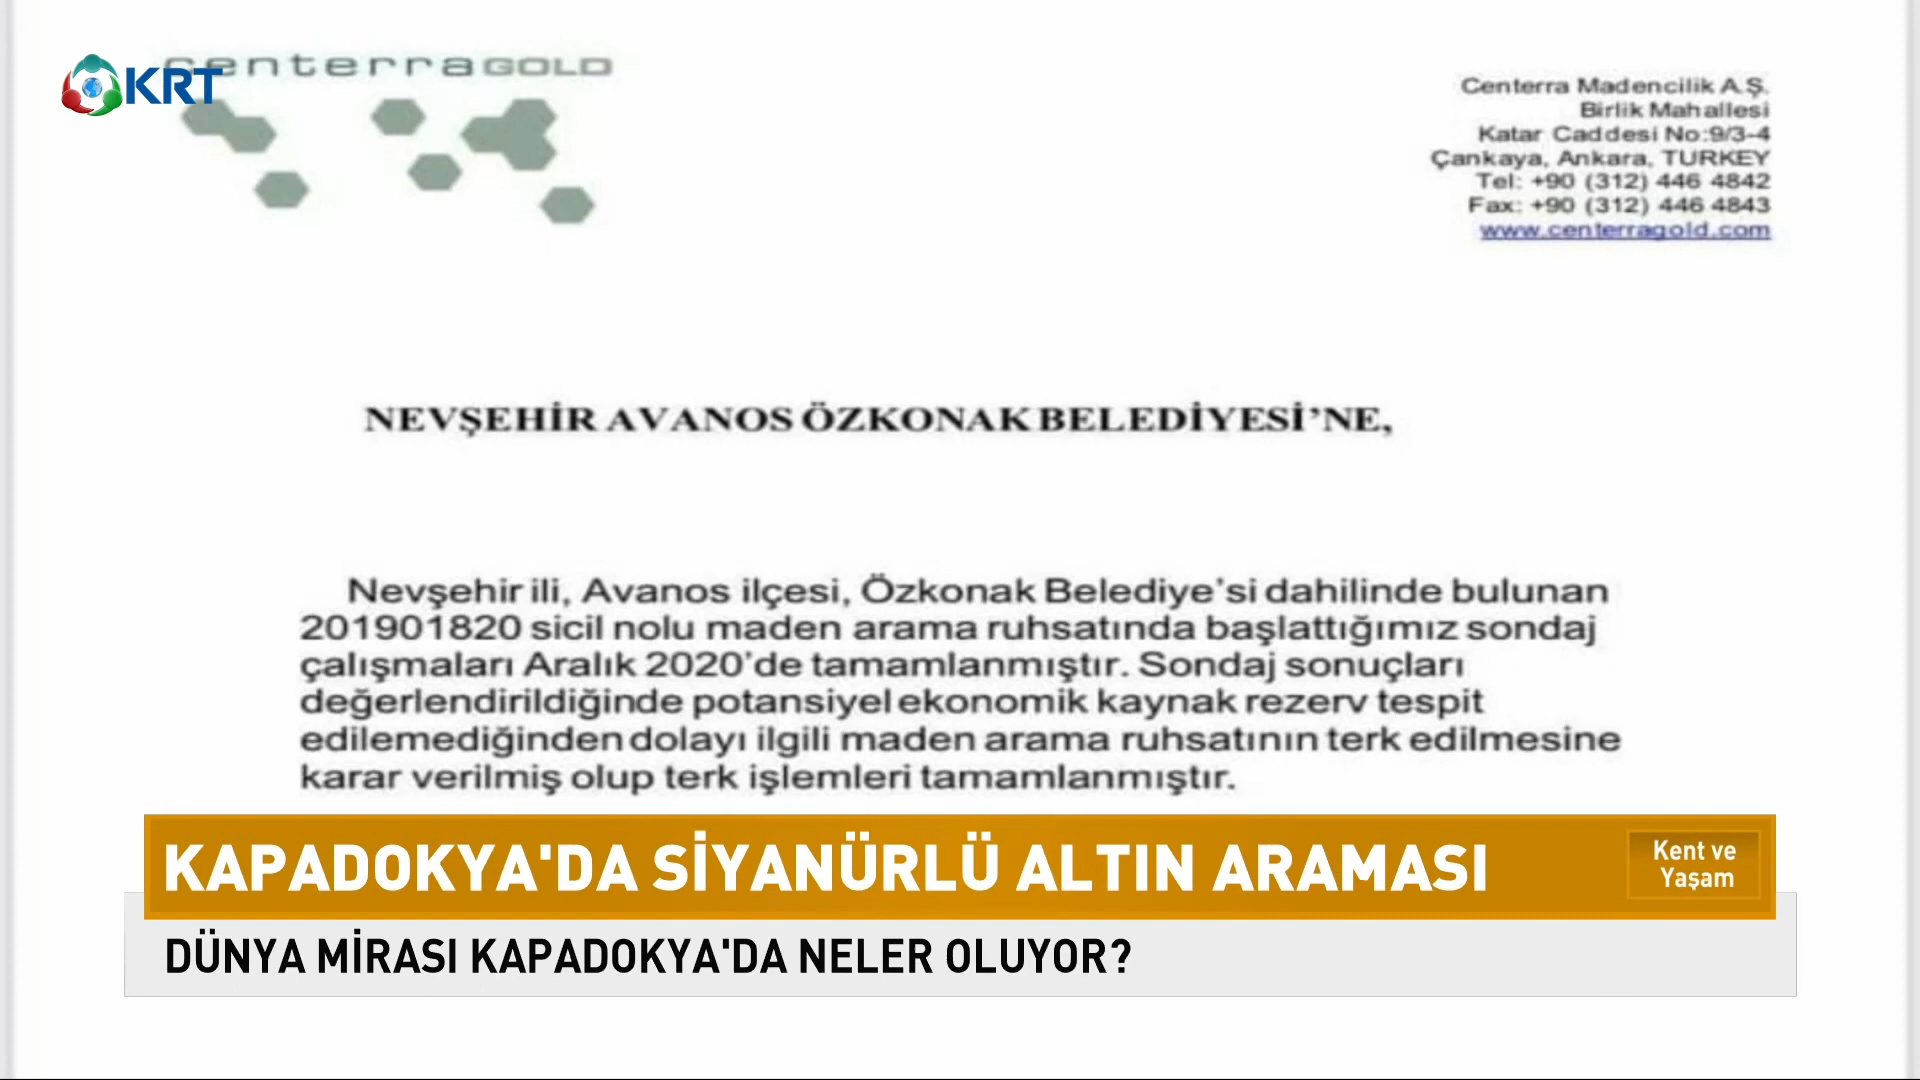 centerraGOLD
KRT
Centerra Madencilik A.Ş.
Birlik Mahallesi
Katar Caddesi No:9/3-4
Çankaya, Ankara, TURKEY
Tel: +90 (312) 446 4842
Fax: +90 (312) 446 4843
www.centerragold.com
NEVŞEHİR AVANOS ÖZKONAK BELEDİYESİ'NE,
Nevşehir ili, Avanos ilçesi, Özkonak Belediye'si dahilinde bulunan
201901820 sicil nolu maden arama ruhsatında başlattığımız sondaj
çalışmaları Aralık 2020'de tamamlanmıştır. Sondaj sonuçları
değerlendirildiğinde potansiyel ekonomik kaynak rezerv tespit
edilemediğinden dolayı ilgili maden arama ruhsatının terk edilmesine
karar verilmiş olup terk işlemleri tamamlanmıştır.
KAPADOKYA'DA SİYANÜRLÜ ALTIN ARAMASI
Kent ve
Yaşam
DÜNYA MİRASI KAPADOKYA'DA NELER OLUYOR?